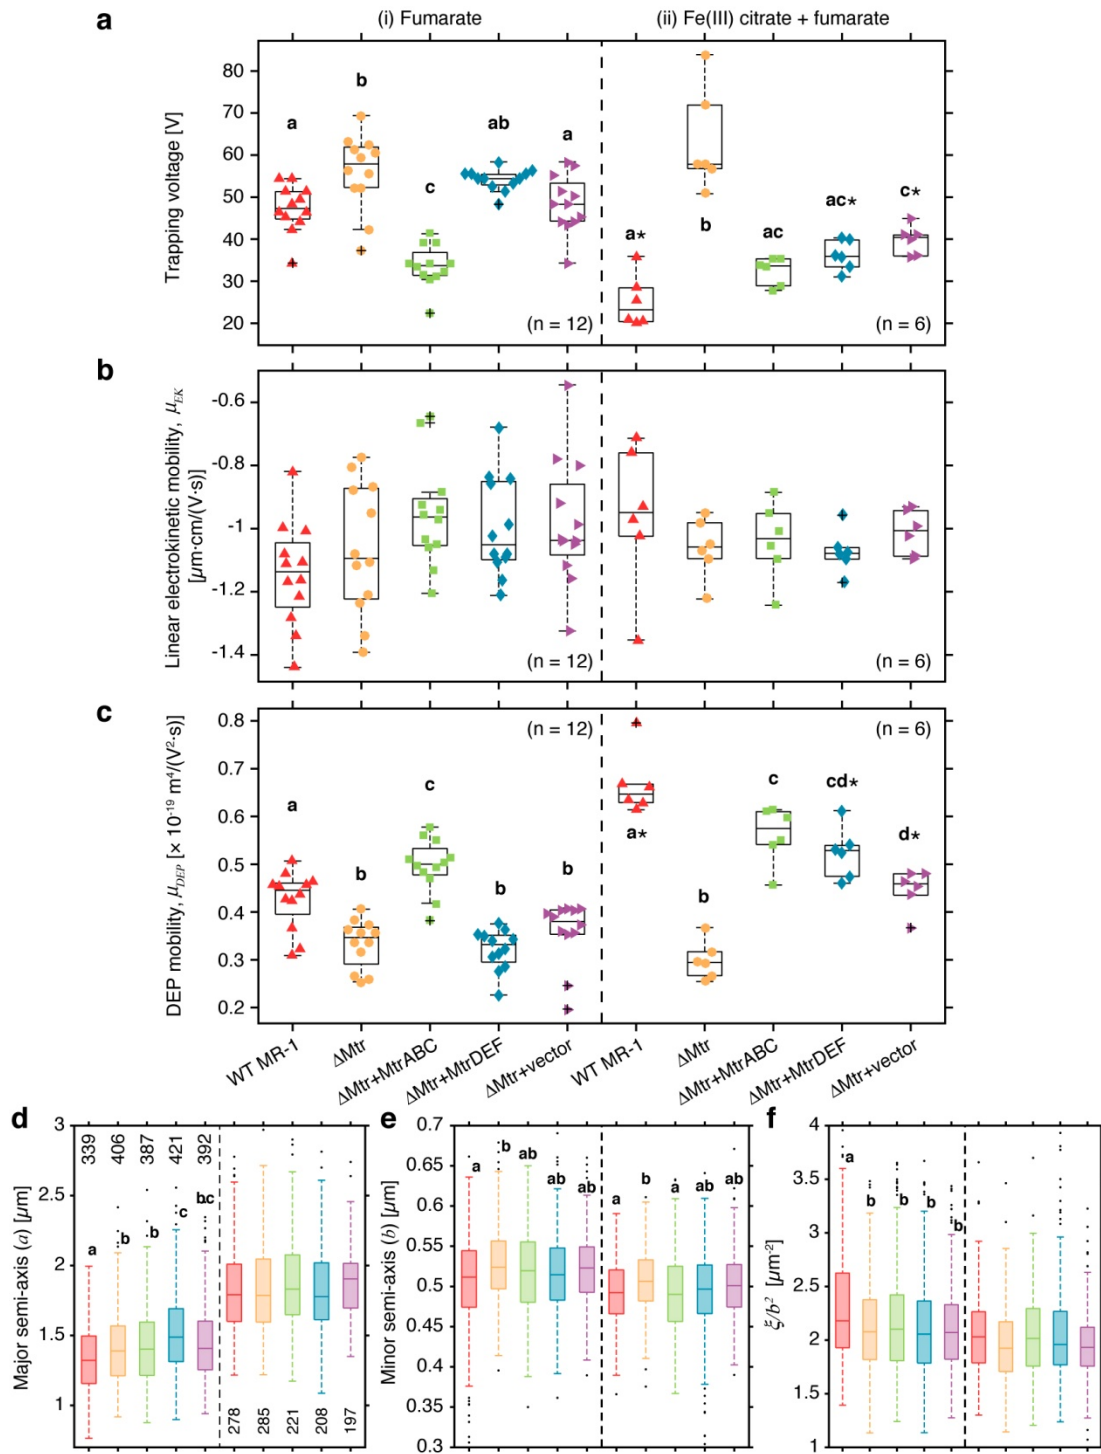 a
(i) Fumarate
(ii) Fe(III) citrate + fumarate
Trapping voltage [V]
80
70
60
50
40
30
20
a
b
c
ab
a
(n = 12)
a*
b
ac
ac*
c*
(n = 6)
b
Linear electrokinetic mobility, μEK
[μm·cm/(V·s)]
-0.6
-0.8
-1
-1.2
-1.4
(n = 12)
(n = 6)
c
DEP mobility, μDEP [× 10⁻¹⁹ m⁴/(V²·s)]
0.8
0.7
0.6
0.5
0.4
0.3
0.2
(n = 12)
a
b
c
b
b
(n = 6)
a*
b
c
cd*
d*
WT MR-1
ΔMtr
ΔMtr+MtrABC
ΔMtr+MtrDEF
ΔMtr+vector
WT MR-1
ΔMtr
ΔMtr+MtrABC
ΔMtr+MtrDEF
ΔMtr+vector
d
Major semi-axis (a) [μm]
3
2.5
2
1.5
1
339
406
387
421
392
a
b
b
c
bc
278
285
221
208
197
e
Minor semi-axis (b) [μm]
0.7
0.65
0.6
0.55
0.5
0.45
0.4
0.35
0.3
a
b
ab
ab
ab
a
b
a
ab
ab
f
ξ/b² [μm⁻²]
4
3.5
3
2.5
2
1.5
1
a
b
b
b
b